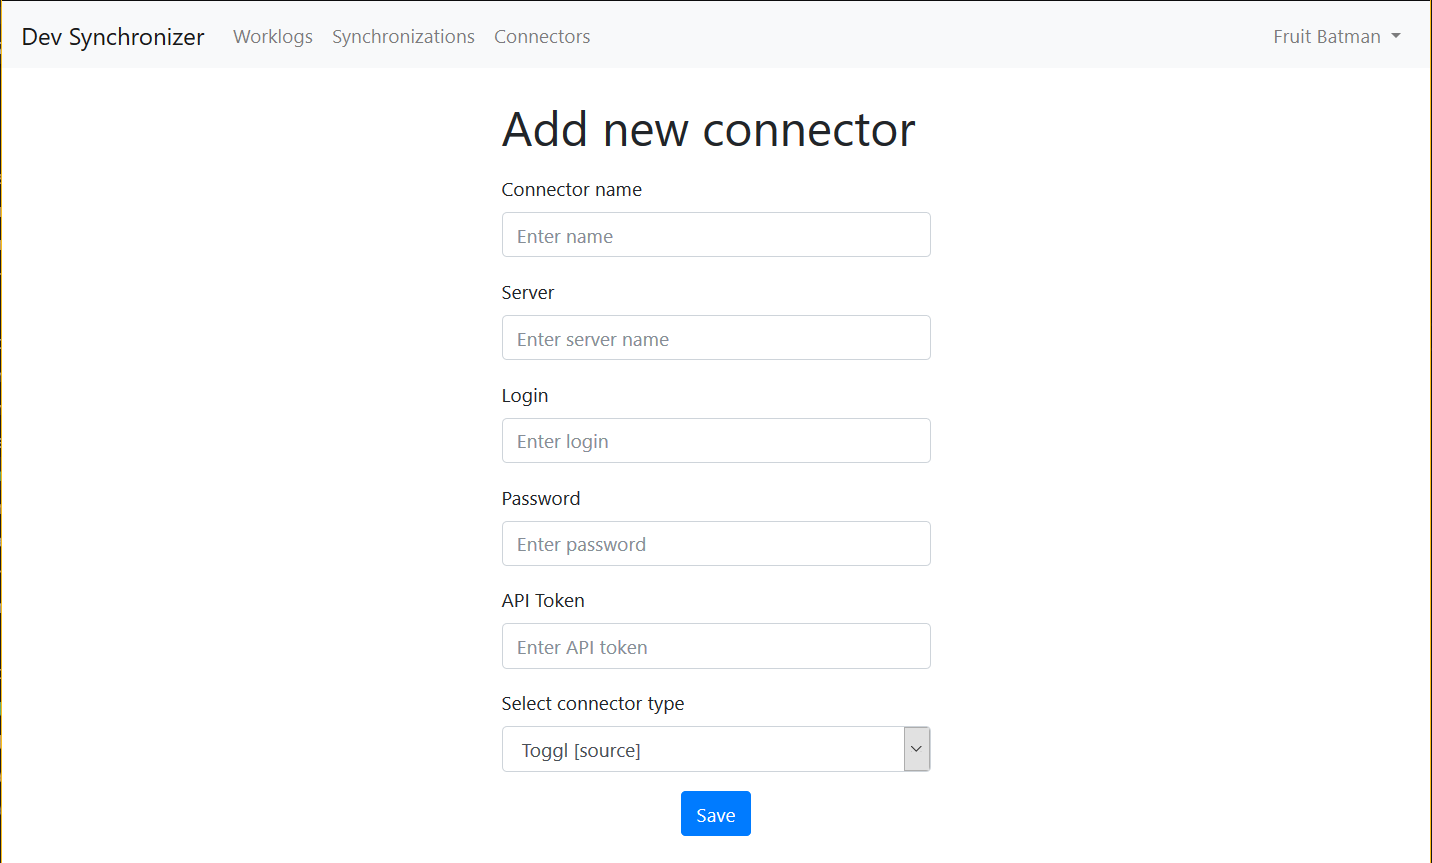 Dev Synchronizer Worklogs Synchronizations Connectors Fruit Batman
Add new connector
Connector name
Enter name
Server
Enter server name
Login
Enter login
Password
Enter password
API Token
Enter API token
Select connector type
Toggl [source]
Save